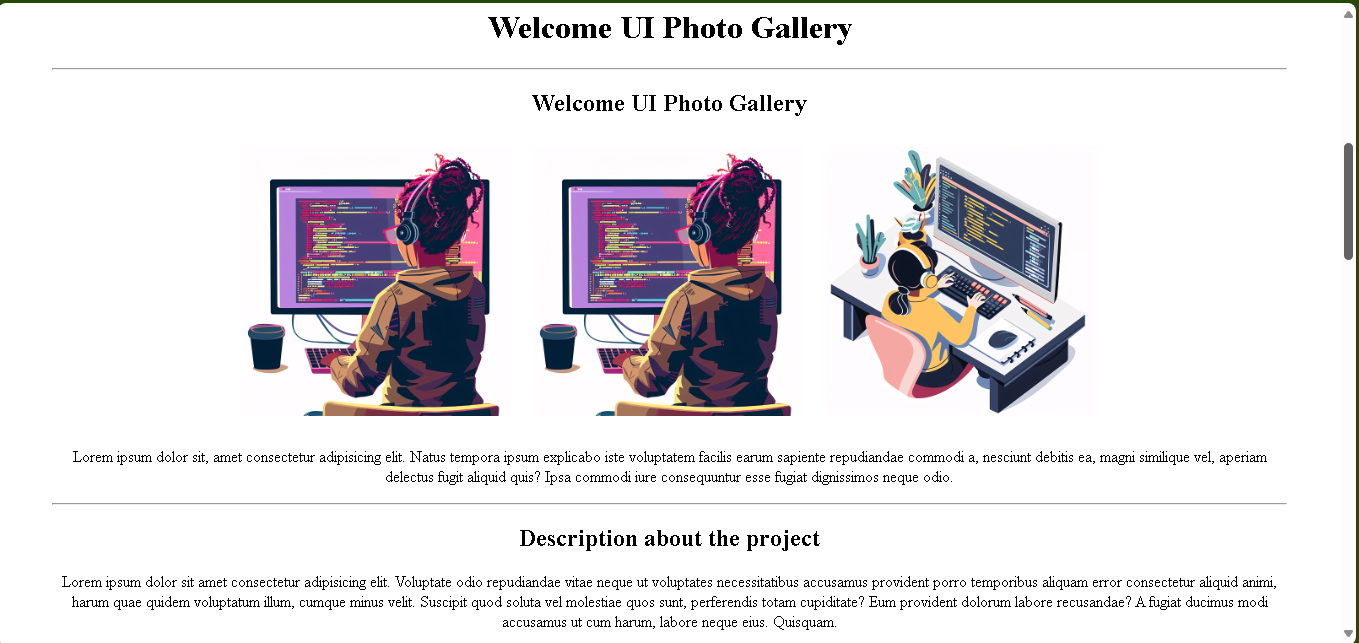 Welcome UI Photo Gallery
Welcome UI Photo Gallery
Lorem ipsum dolor sit, amet consectetur adipisicing elit. Natus tempora ipsum explicabo iste voluptatem facilis earum sapiente repudiandae commodi a, nesciunt debitis ea, magni similique vel, aperiam
delectus fugit aliquid quis? Ipsa commodi iure consequuntur esse fugiat dignissimos neque odio.
Description about the project
Lorem ipsum dolor sit amet consectetur adipisicing elit. Voluptate odio repudiandae vitae neque ut voluptates necessitatibus accusamus provident porro temporibus aliquam error consectetur aliquid animi,
harum quae quidem voluptatum illum, cumque minus velit. Suscipit quod soluta vel molestiae quos sunt, perferendis totam cupiditate? Eum provident dolorum labore recusandae? A fugiat ducimus modi
accusamus ut cum harum, labore neque eius. Quisquam.